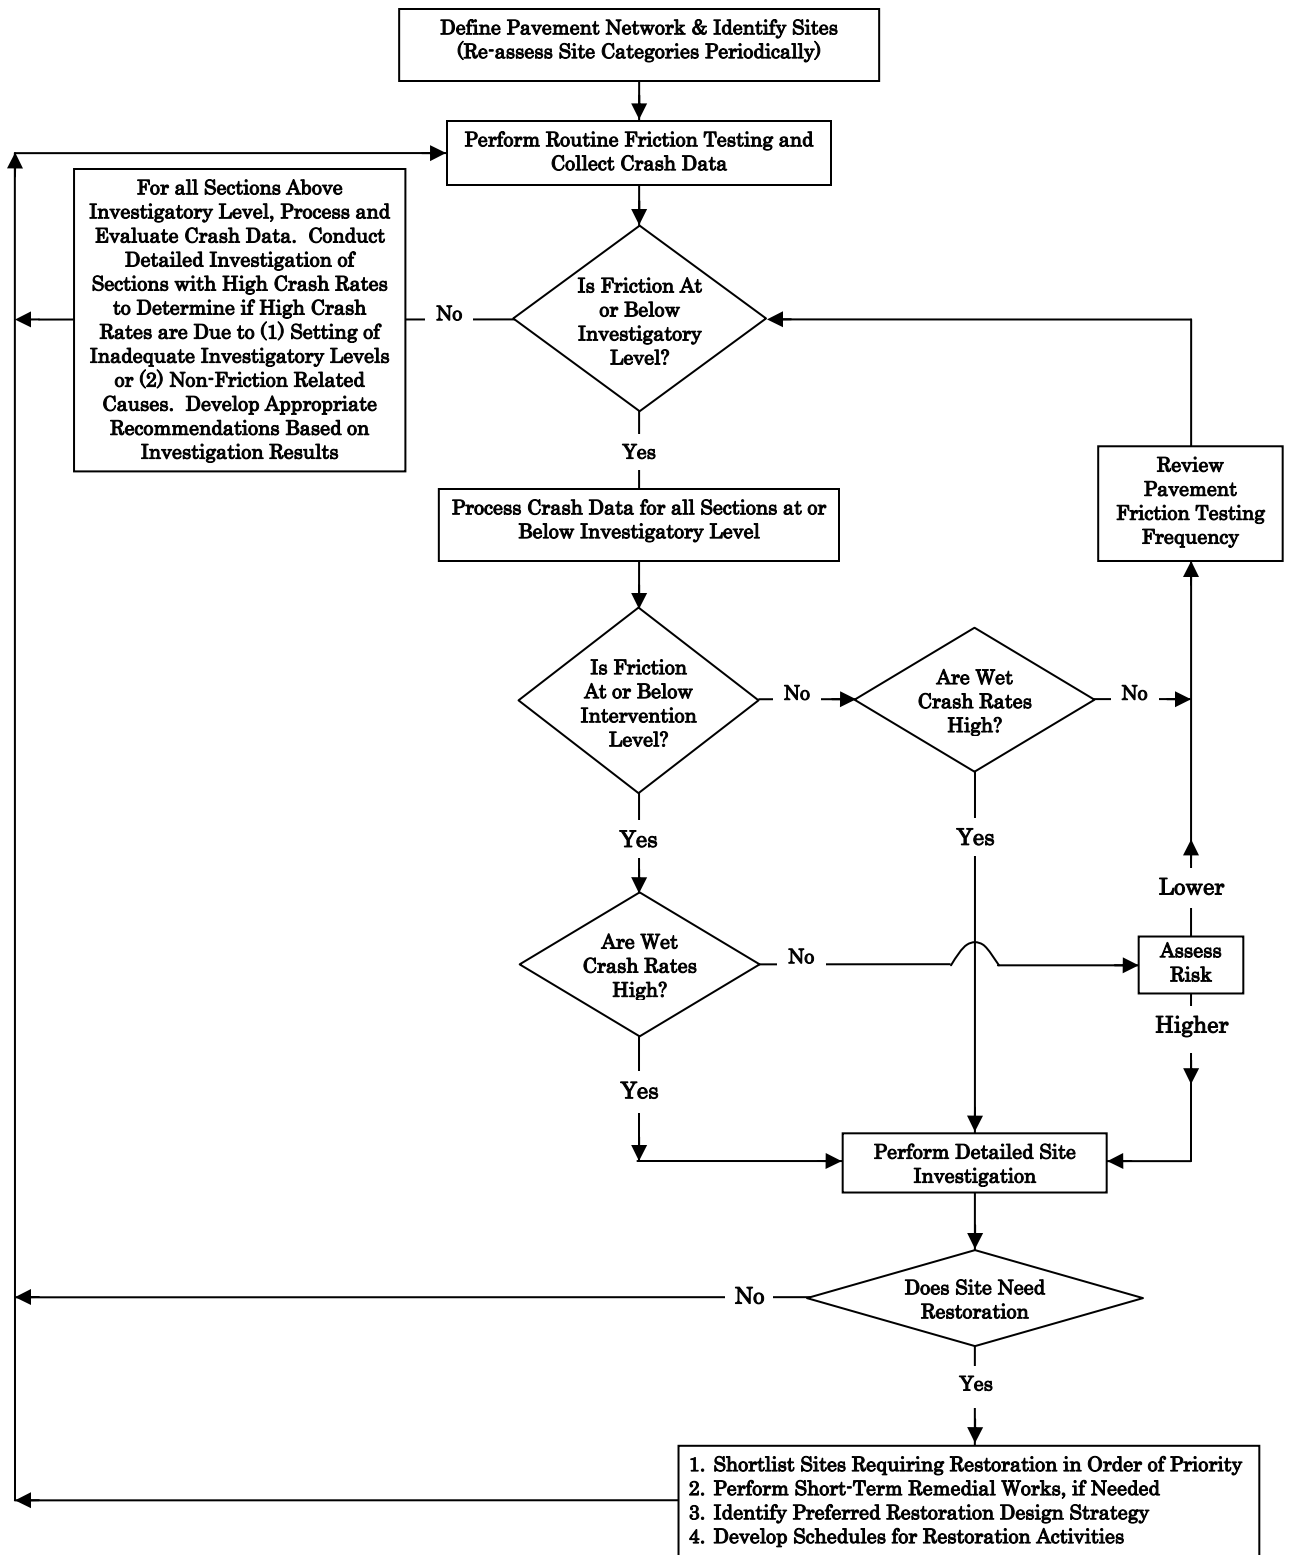 Define Pavement Network & Identify Sites
(Re-assess Site Categories Periodically)
Perform Routine Friction Testing and
Collect Crash Data
For all Sections Above
Investigatory Level, Process and
Evaluate Crash Data.  Conduct
Detailed Investigation of
Sections with High Crash Rates
to Determine if High Crash
Rates are Due to (1) Setting of
Inadequate Investigatory Levels
or (2) Non-Friction Related
Causes.  Develop Appropriate
Recommendations Based on
Investigation Results
No
Is Friction At
or Below
Investigatory
Level?
Yes
Review
Pavement
Friction Testing
Frequency
Process Crash Data for all Sections at or
Below Investigatory Level
Is Friction
At or Below
Intervention
Level?
No
Are Wet
Crash Rates
High?
No
Yes
Yes
Lower
Are Wet
Crash Rates
High?
No
Assess
Risk
Higher
Yes
Perform Detailed Site
Investigation
No
Does Site Need
Restoration
Yes
1. Shortlist Sites Requiring Restoration in Order of Priority
2. Perform Short-Term Remedial Works, if Needed
3. Identify Preferred Restoration Design Strategy
4. Develop Schedules for Restoration Activities